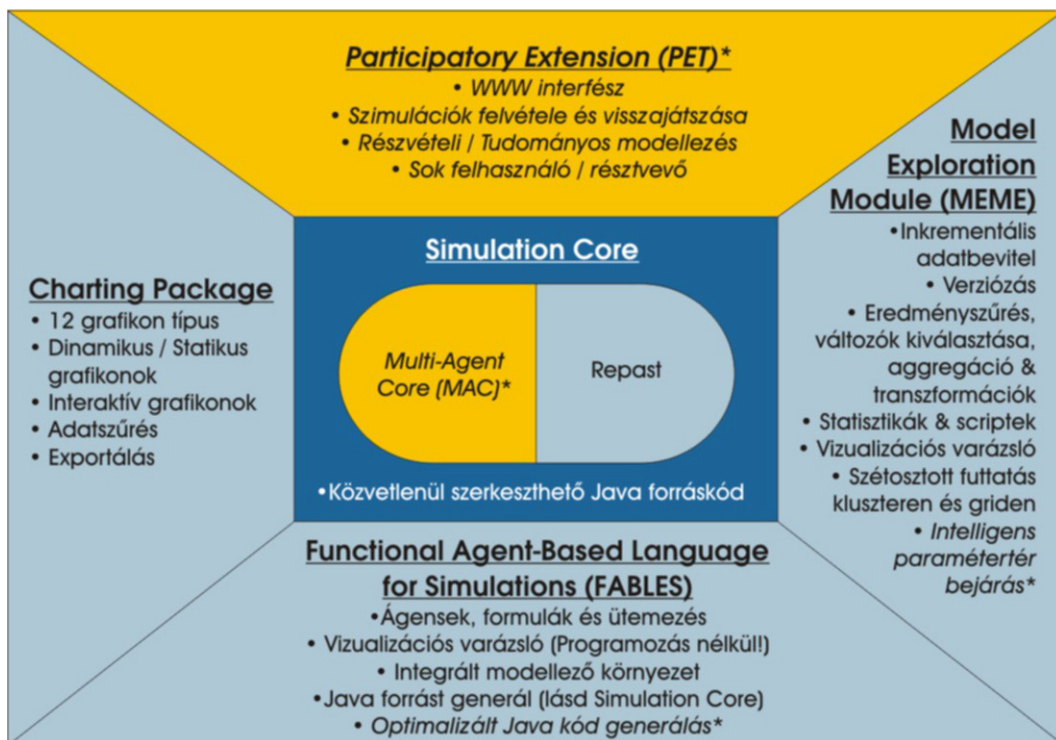 Participatory Extension (PET)*
• WWW interfész
• Szimulációk felvétele és visszajátszása
• Részvételi / Tudományos modellezés
• Sok felhasználó / résztvevő
Charting Package
• 12 grafikon típus
• Dinamikus / Statikus
grafikonok
• Interaktív grafikonok
• Adatszűrés
• Exportálás
Simulation Core
Multi-Agent
Core (MAC)*
Repast
•Közvetlenül szerkeszthető Java forráskód
Model
Exploration
Module (MEME)
•Inkrementális
adatbevitel
• Verziózás
• Eredményszűrés,
változók kiválasztása,
aggregáció &
transzformációk
• Statisztikák & scriptek
• Vizualizációs varázsló
• Szétosztott futtatás
kluszteren és griden
• Intelligens
paramétertér
bejárás*
Functional Agent-Based Language
for Simulations (FABLES)
•Ágensek, formulák és ütemezés
• Vizualizációs varázsló (Programozás nélkül!)
• Integrált modellező környezet
•Java forrást generál (lásd Simulation Core)
• Optimalizált Java kód generálás*